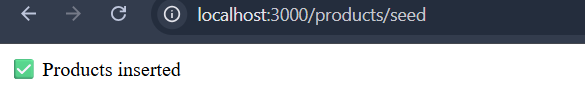 localhost:3000/products/seed
✅ Products inserted